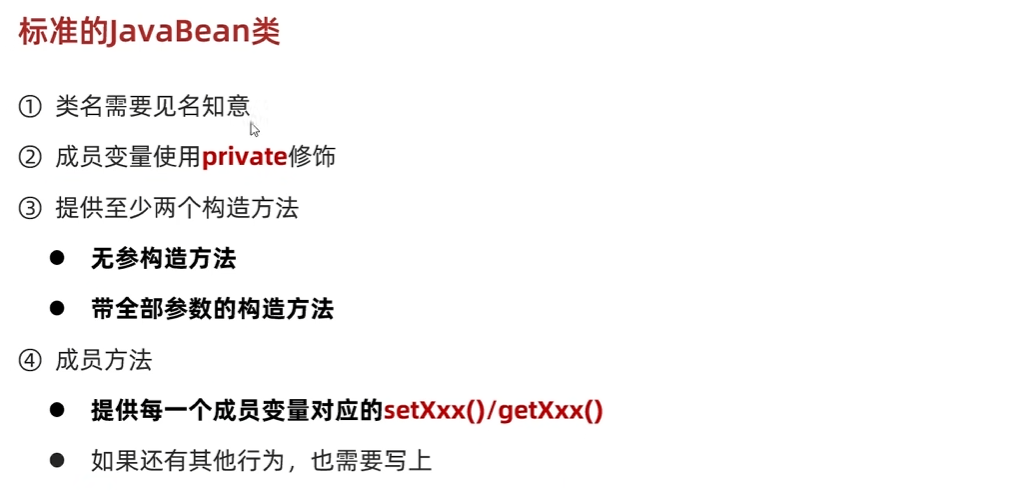 标准的JavaBean类
① 类名需要见名知意
② 成员变量使用private修饰
③ 提供至少两个构造方法
● 无参构造方法
● 带全部参数的构造方法
④ 成员方法
● 提供每一个成员变量对应的setXxx()/getXxx()
● 如果还有其他行为，也需要写上